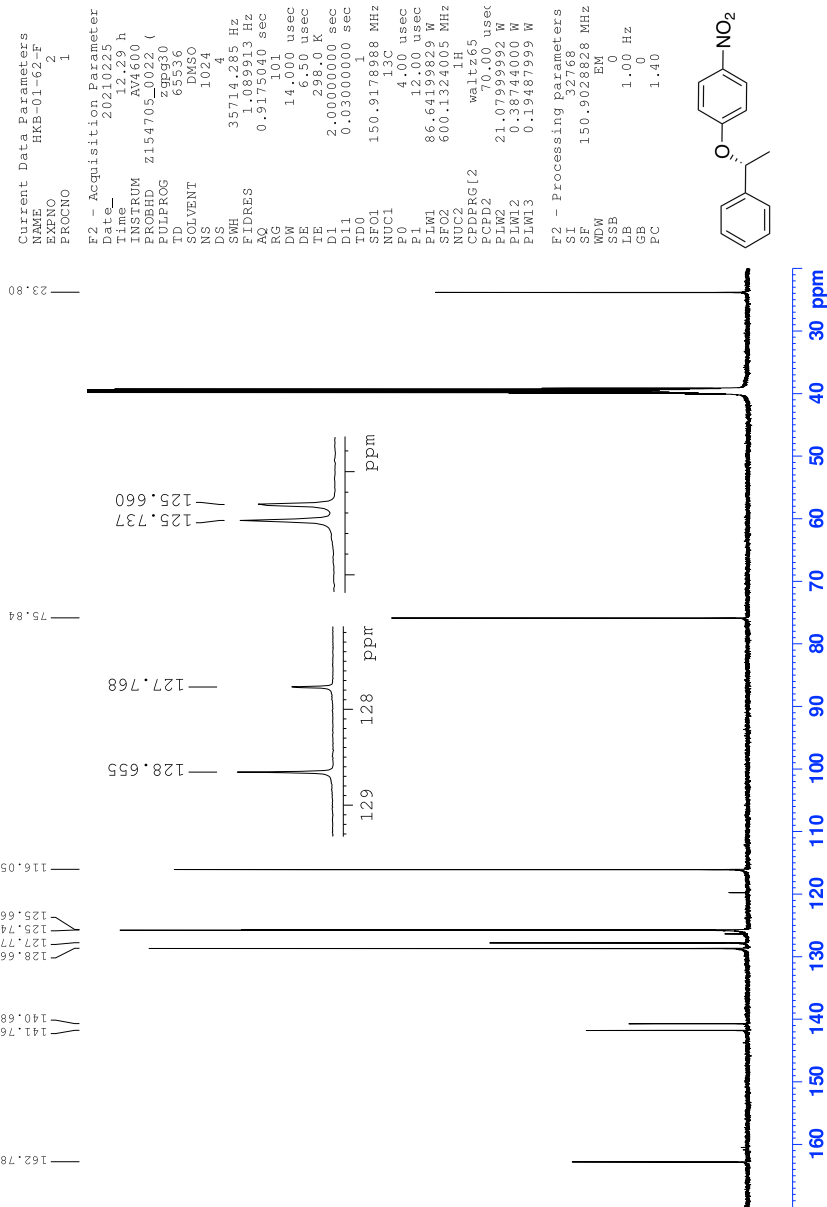 Current Data Parameters
NAME HKB-01-62-F
EXPNO 2
PROCNO 1
F2 - Acquisition Parameter
Date_ 20210225
Time 12.29 h
INSTRUM AV4600
PROBHD Z154705_0022 (
PULPROG zgpg30
TD 65536
SOLVENT DMSO
NS 1024
DS 4
SWH 35714.285 Hz
FIDRES 1.089913 Hz
AQ 0.9175040 sec
RG 101
DW 14.000 usec
DE 6.50 usec
TE 298.0 K
D1 2.00000000 sec
D11 0.03000000 sec
TD0 1
SFO1 150.9178988 MHz
NUC1 13C
P0 4.00 usec
P1 12.00 usec
PLW1 86.64199829 W
SFO2 600.1324005 MHz
NUC2 1H
CPDPRG[2 waltz65
PCPD2 70.00 usec
PLW2 21.07999992 W
PLW12 0.38744000 W
PLW13 0.19487999 W
F2 - Processing parameters
SI 32768
SF 150.9028828 MHz
WDW EM
SSB 0
LB 1.00 Hz
GB 0
PC 1.40
NO2
O
162.78
141.76
140.68
128.66
127.77
125.74
125.66
116.05
75.84
23.80
128.655
127.768
129
128
ppm
125.737
125.660
ppm
160
150
140
130
120
110
100
90
80
70
60
50
40
30
ppm